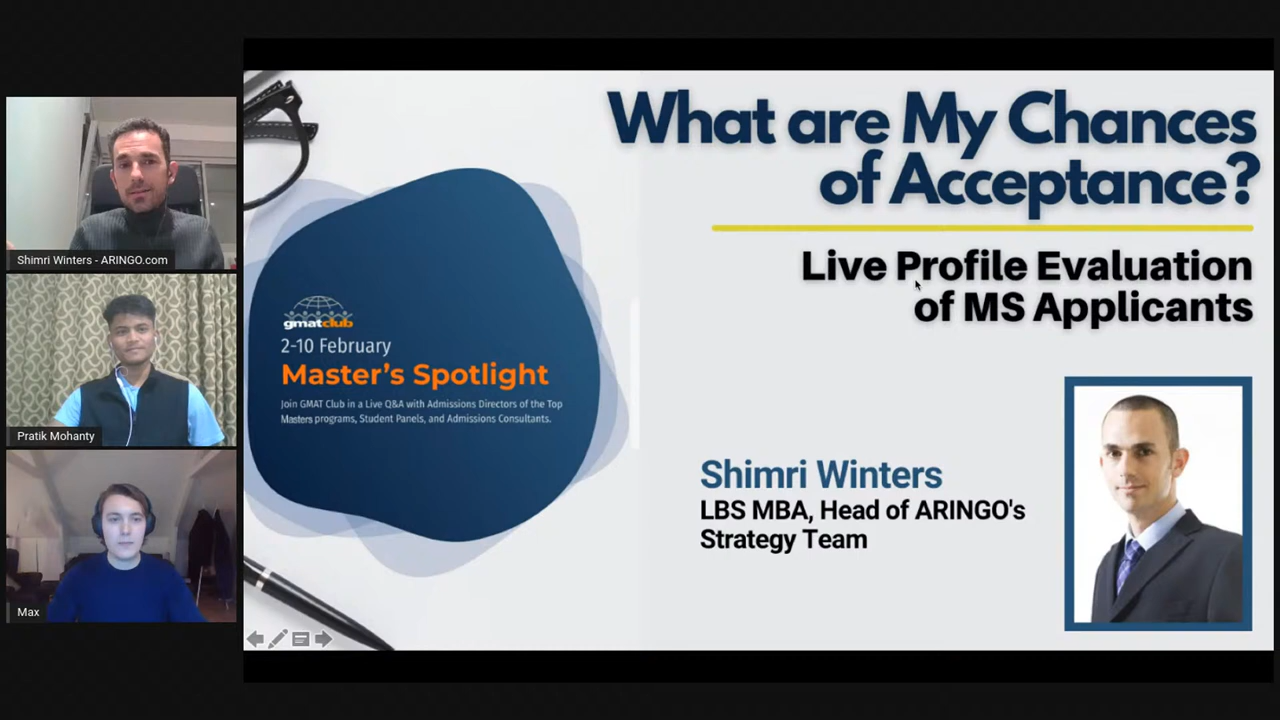 Shimri Winters - ARINGO.com
Pratik Mohanty
Max
What are My Chances
of Acceptance?
Live Profile Evaluation
of MS Applicants
gmatclub
2-10 February
Master's Spotlight
Join GMAT Club in a Live Q&A with Admissions Directors of the Top
Masters programs, Student Panels, and Admissions Consultants.
Shimri Winters
LBS MBA, Head of ARINGO's
Strategy Team